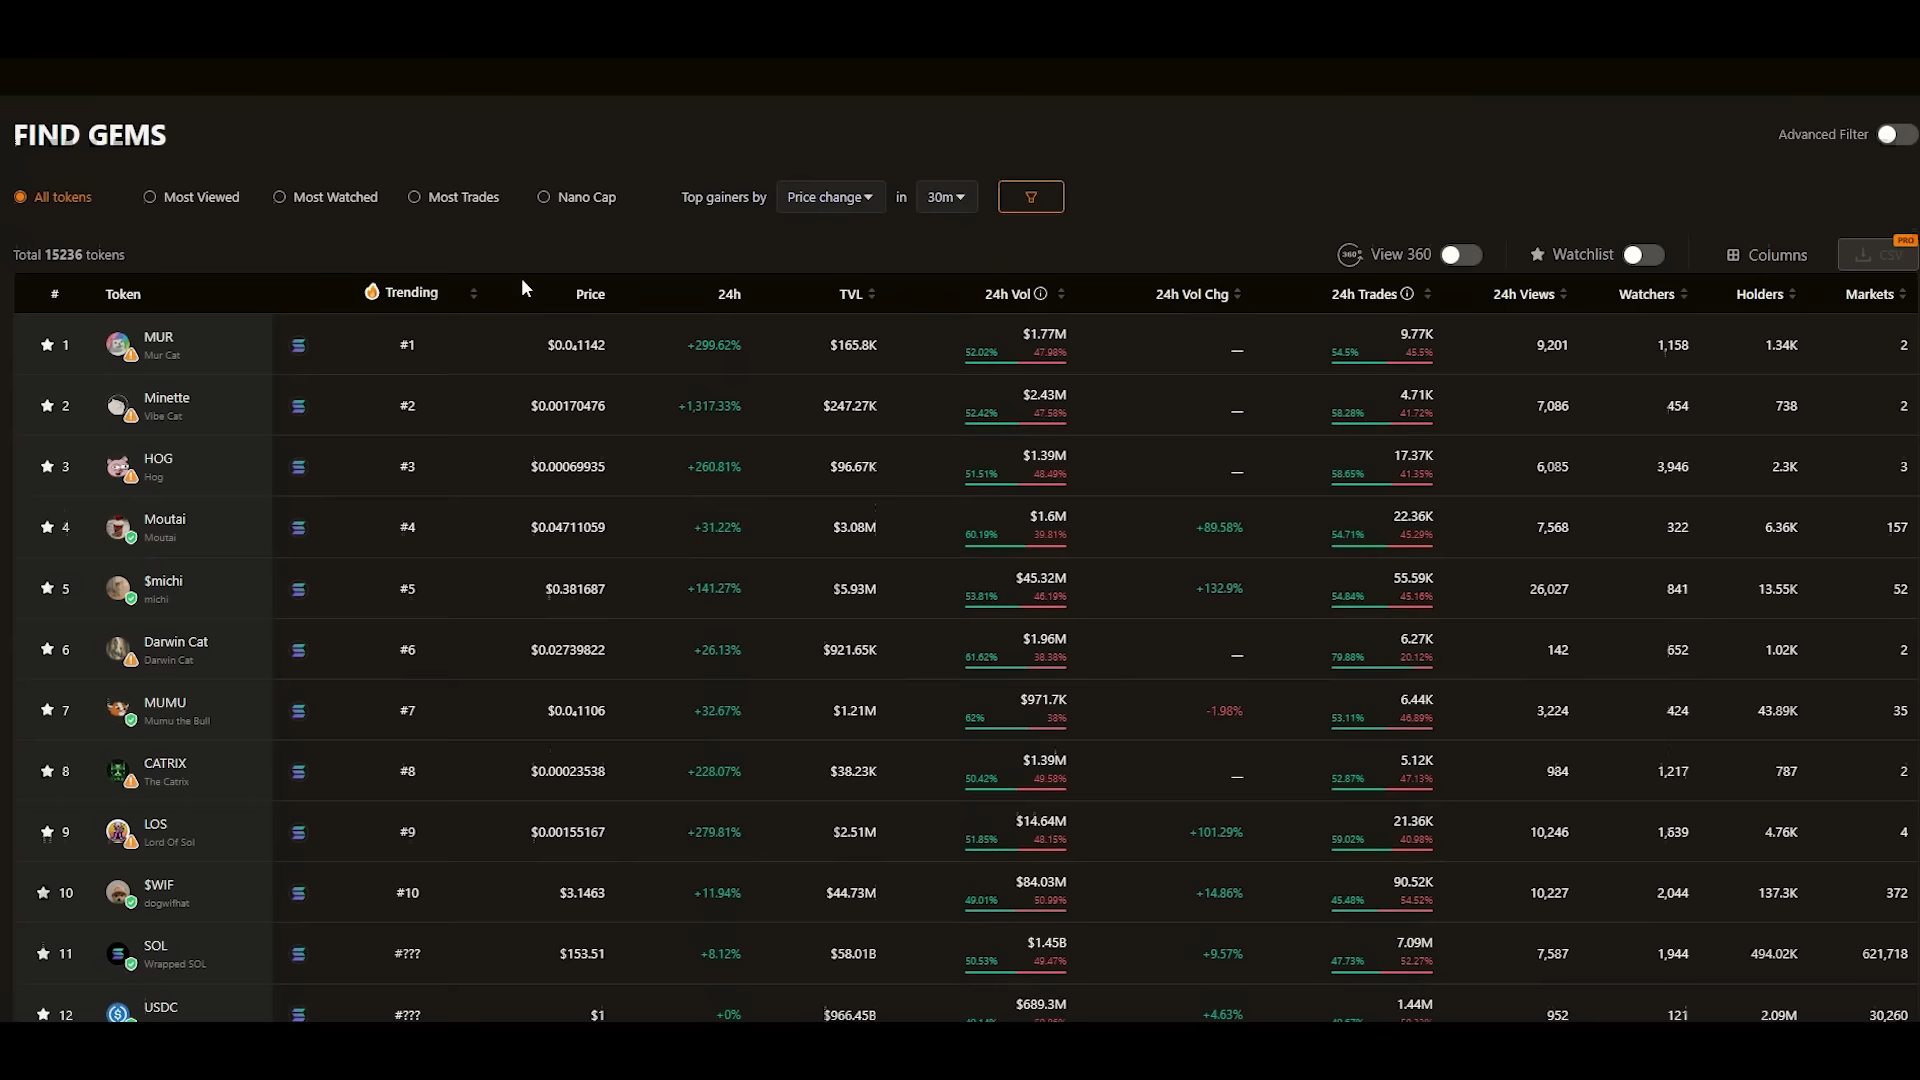 FIND GEMS
Advanced Filter
All tokens Most Viewed Most Watched Most Trades Nano Cap Top gainers by Price change in 30m
Total 15236 tokens
360° View 360 Watchlist Columns CSV PRO
# Token Trending Price 24h TVL 24h Vol 24h Vol Chg 24h Trades 24h Views Watchers Holders Markets
1 MUR #1 $0.0₄1142 +299.62% $165.8K $1.77M — 9.77K 9,201 1,158 1.34K 2
Mur Cat 52.02% 47.98% 54.5% 45.5%
2 Minette #2 $0.00170476 +1,317.33% $247.27K $2.43M — 4.71K 7,086 454 738 2
Vibe Cat 52.42% 47.58% 58.28% 41.72%
3 HOG #3 $0.00069935 +260.81% $96.67K $1.39M — 17.37K 6,085 3,946 2.3K 3
Hog 51.51% 48.49% 58.65% 41.35%
4 Moutai #4 $0.04711059 +31.22% $3.08M $1.6M +89.58% 22.36K 7,568 322 6.36K 157
Moutai 60.19% 39.81% 54.71% 45.29%
5 $michi #5 $0.381687 +141.27% $5.93M $45.32M +132.9% 55.59K 26,027 841 13.55K 52
michi 53.81% 46.19% 54.84% 45.16%
6 Darwin Cat #6 $0.02739822 +26.13% $921.65K $1.96M — 6.27K 142 652 1.02K 2
Darwin Cat 61.62% 38.38% 79.88% 20.12%
7 MUMU #7 $0.0₄1106 +32.67% $1.21M $971.7K -1.98% 6.44K 3,224 424 43.89K 35
Mumu the Bull 62% 38% 53.11% 46.89%
8 CATRIX #8 $0.00023538 +228.07% $38.23K $1.39M — 5.12K 984 1,217 787 2
The Catrix 50.42% 49.58% 52.87% 47.13%
9 LOS #9 $0.00155167 +279.81% $2.51M $14.64M +101.29% 21.36K 10,246 1,639 4.76K 4
Lord Of Sol 51.85% 48.15% 59.02% 40.98%
10 $WIF #10 $3.1463 +11.94% $44.73M $84.03M +14.86% 90.52K 10,227 2,044 137.3K 372
dogwifhat 49.01% 50.99% 45.48% 54.52%
11 SOL #??? $153.51 +8.12% $58.01B $1.45B +9.57% 7.09M 7,587 1,944 494.02K 621,718
Wrapped SOL 50.53% 49.47% 47.73% 52.27%
12 USDC #??? $1 +0% $966.45B $689.3M +4.63% 1.44M 952 121 2.09M 30,260